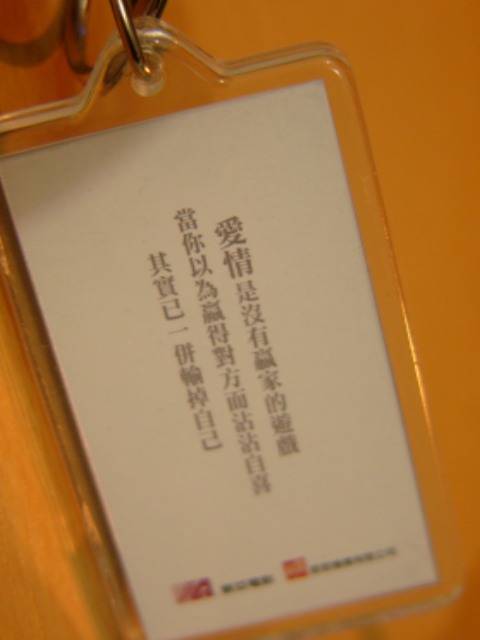 愛情是沒有贏家的遊戲
當你以為贏得對方而沾沾自喜
其實已一併輸掉自己